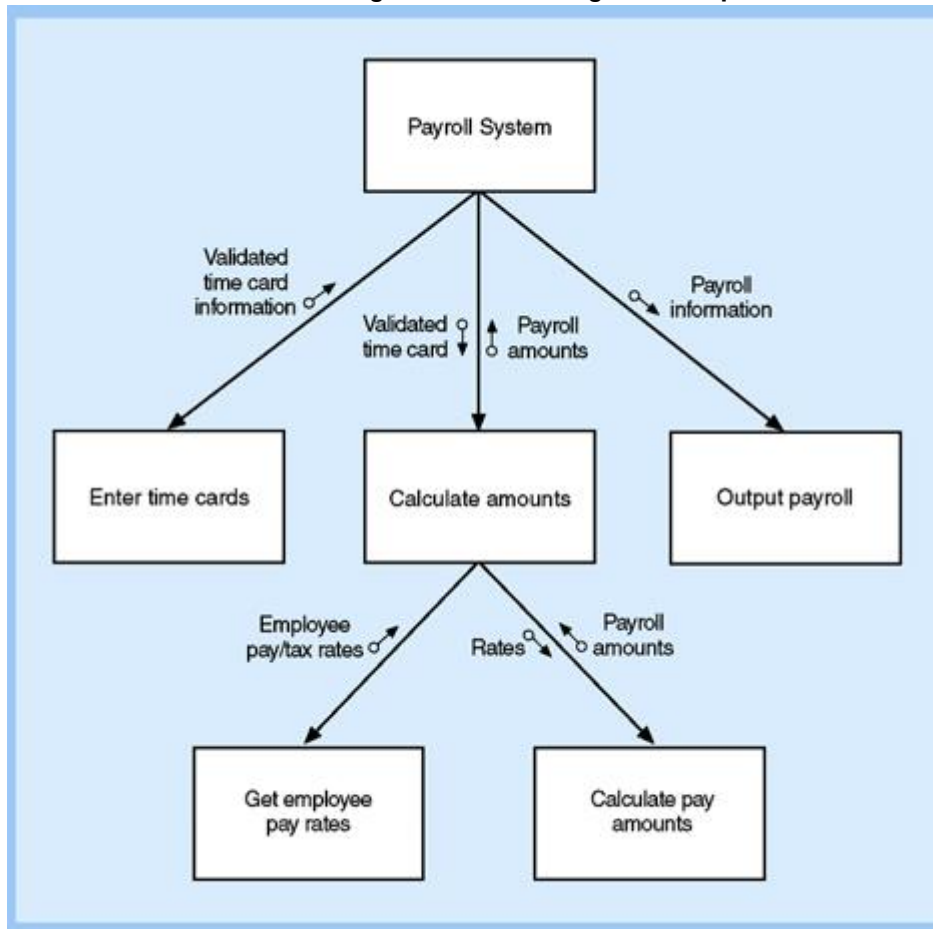 Payroll System
Validated
time card
information
Validated
time card
Payroll
amounts
Payroll
information
Enter time cards
Calculate amounts
Output payroll
Employee
pay/tax rates
Rates
Payroll
amounts
Get employee
pay rates
Calculate pay
amounts